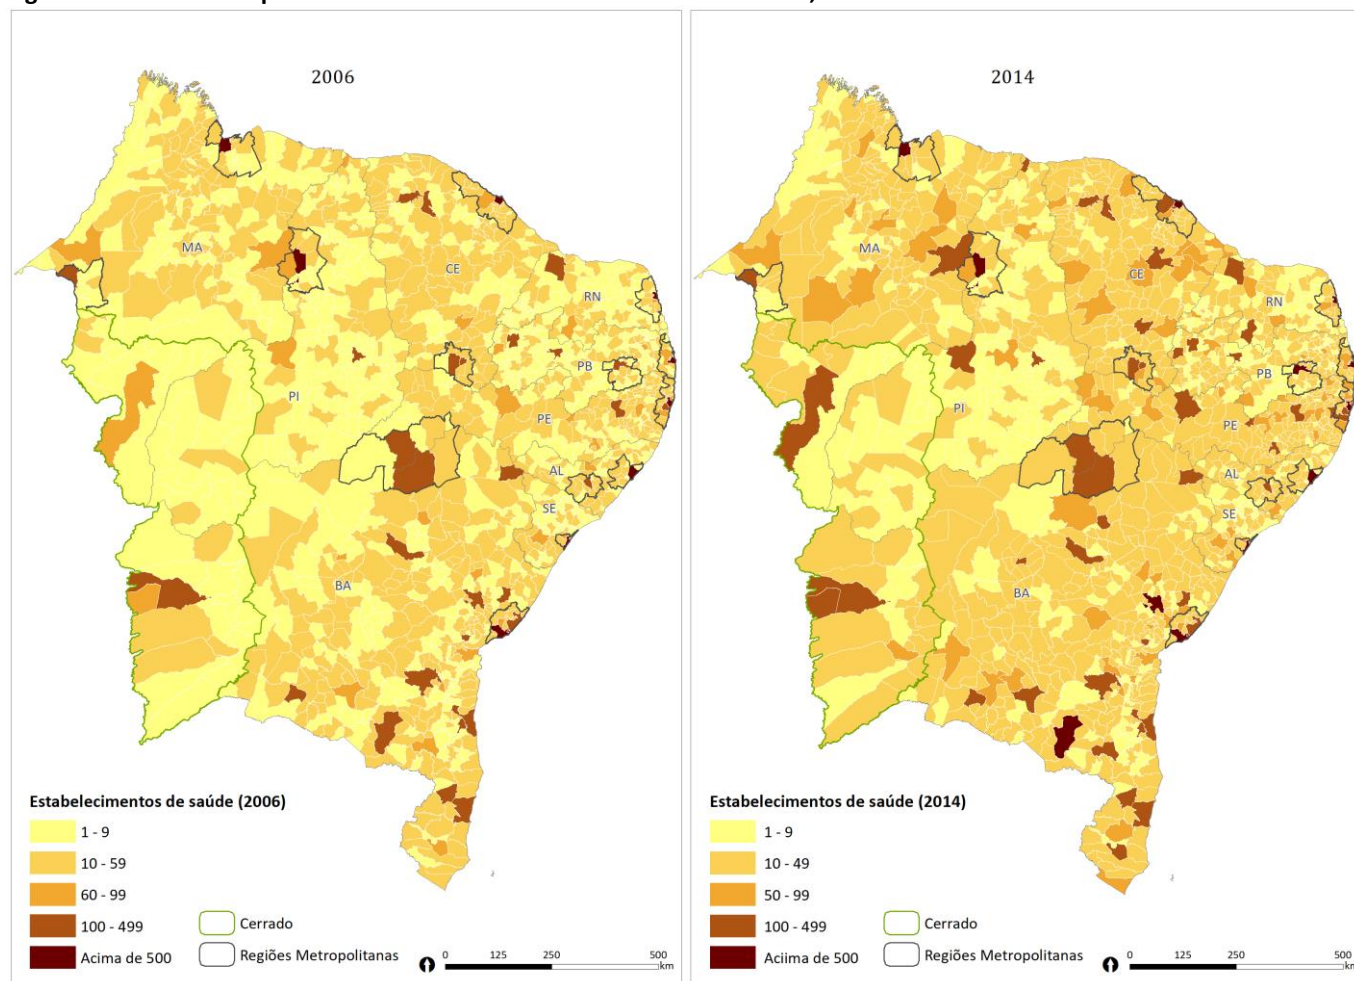 2006
MA
CE
RN
PB
PI
PE
AL
SE
BA
Estabelecimentos de saúde (2006)
1 - 9
10 - 59
60 - 99
100 - 499
Acima de 500
Cerrado
Regiões Metropolitanas
0 125 250 500
km
2014
MA
CE
RN
PB
PI
PE
AL
SE
BA
Estabelecimentos de saúde (2014)
1 - 9
10 - 49
50 - 99
100 - 499
Aciima de 500
Cerrado
Regiões Metropolitanas
0 125 250 500
km